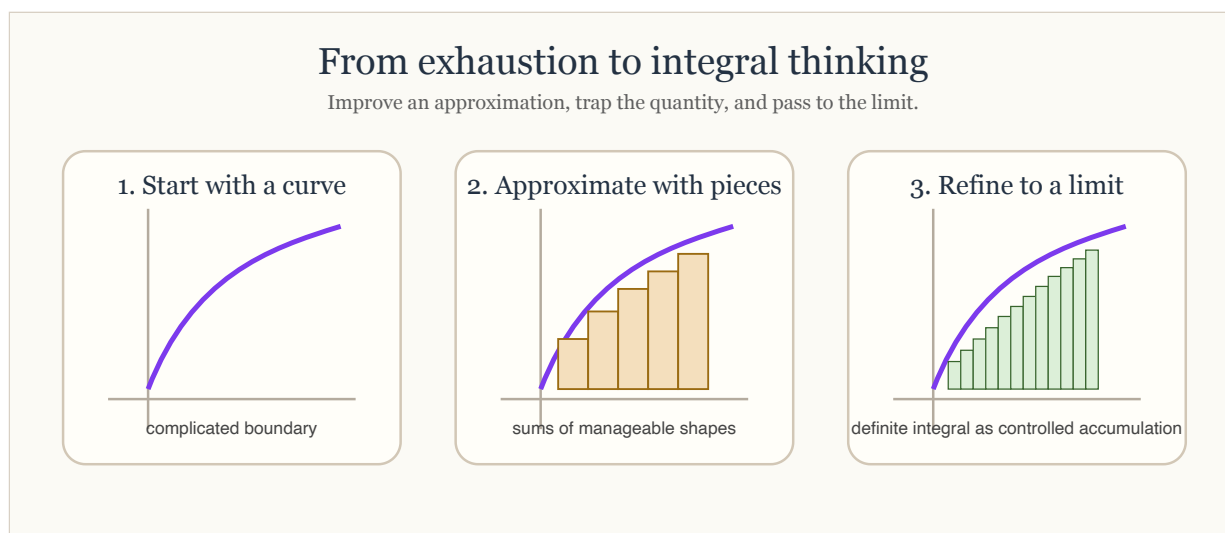 From exhaustion to integral thinking
Improve an approximation, trap the quantity, and pass to the limit.
1. Start with a curve
complicated boundary
2. Approximate with pieces
sums of manageable shapes
3. Refine to a limit
definite integral as controlled accumulation